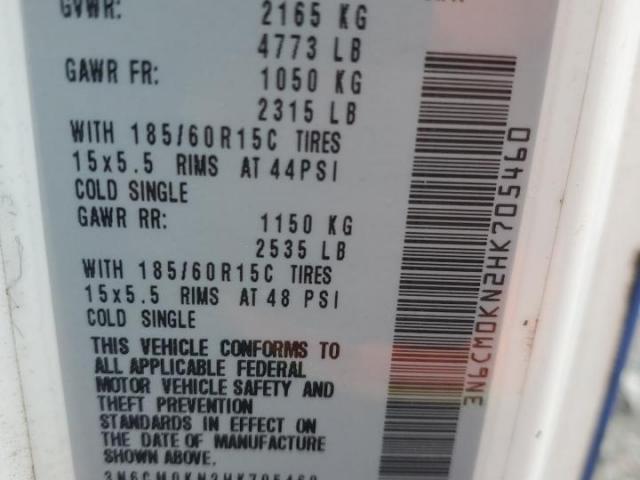 GVWR: 2165 KG
4773 LB
GAWR FR: 1050 KG
2315 LB
WITH 185/60R15C TIRES
15x5.5 RIMS AT 44PSI
COLD SINGLE
GAWR RR: 1150 KG
2535 LB
WITH 185/60R15C TIRES
15x5.5 RIMS AT 48 PSI
COLD SINGLE
THIS VEHICLE CONFORMS TO
ALL APPLICABLE FEDERAL
MOTOR VEHICLE SAFETY AND
THEFT PREVENTION
STANDARDS IN EFFECT ON
THE DATE OF MANUFACTURE
SHOWN ABOVE.
3N6CM0KN2HK705460
3N6CM0KN2HK705460